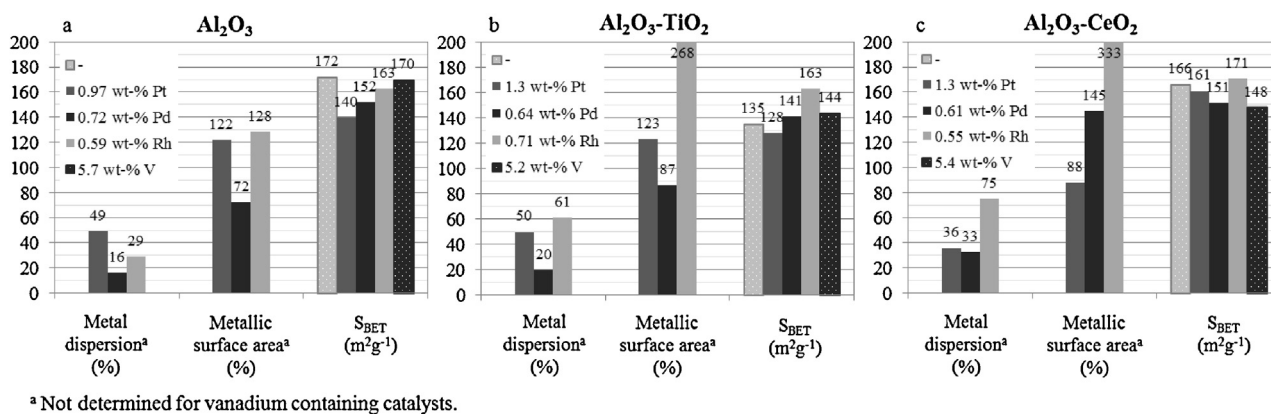 a
Al₂O₃
200
180
160
140
120
100
80
60
40
20
0
-
0.97 wt-% Pt
0.72 wt-% Pd
0.59 wt-% Rh
5.7 wt-% V
49
16
29
122
72
128
172
140
152
163
170
Metal
dispersionᵃ
(%)
Metallic
surface areaᵃ
(%)
S_BET
(m²g⁻¹)
b
Al₂O₃-TiO₂
200
180
160
140
120
100
80
60
40
20
0
-
1.3 wt-% Pt
0.64 wt-% Pd
0.71 wt-% Rh
5.2 wt-% V
50
20
61
123
87
268
135
128
141
163
144
Metal
dispersionᵃ
(%)
Metallic
surface areaᵃ
(%)
S_BET
(m²g⁻¹)
c
Al₂O₃-CeO₂
200
180
160
140
120
100
80
60
40
20
0
-
1.3 wt-% Pt
0.61 wt-% Pd
0.55 wt-% Rh
5.4 wt-% V
36
33
75
88
145
333
166
161
151
171
148
Metal
dispersionᵃ
(%)
Metallic
surface areaᵃ
(%)
S_BET
(m²g⁻¹)
ᵃ Not determined for vanadium containing catalysts.